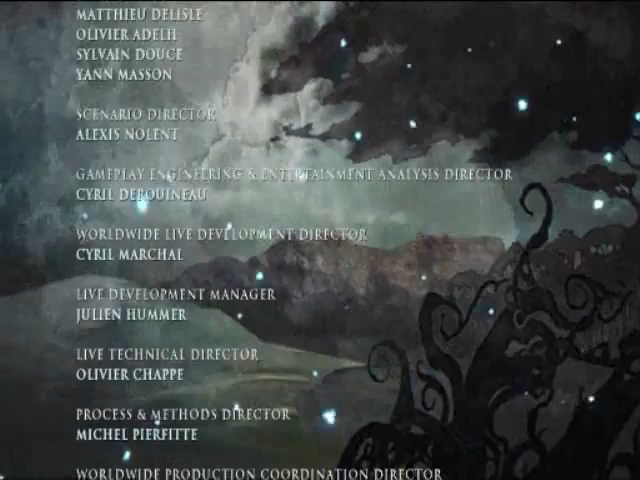 MATTHIEU DELISLE
OLIVIER ADELH
SYLVAIN DOUCE
YANN MASSON
SCENARIO DIRECTOR
ALEXIS NOLENT
GAMEPLAY ENGINEERING & ENTERTAINMENT ANALYSIS DIRECTOR
CYRIL DEROUINEAU
WORLDWIDE LIVE DEVELOPMENT DIRECTOR
CYRIL MARCHAL
LIVE DEVELOPMENT MANAGER
JULIEN HUMMER
LIVE TECHNICAL DIRECTOR
OLIVIER CHAPPE
PROCESS & METHODS DIRECTOR
MICHEL PIERFITTE
WORLDWIDE PRODUCTION COORDINATION DIRECTOR